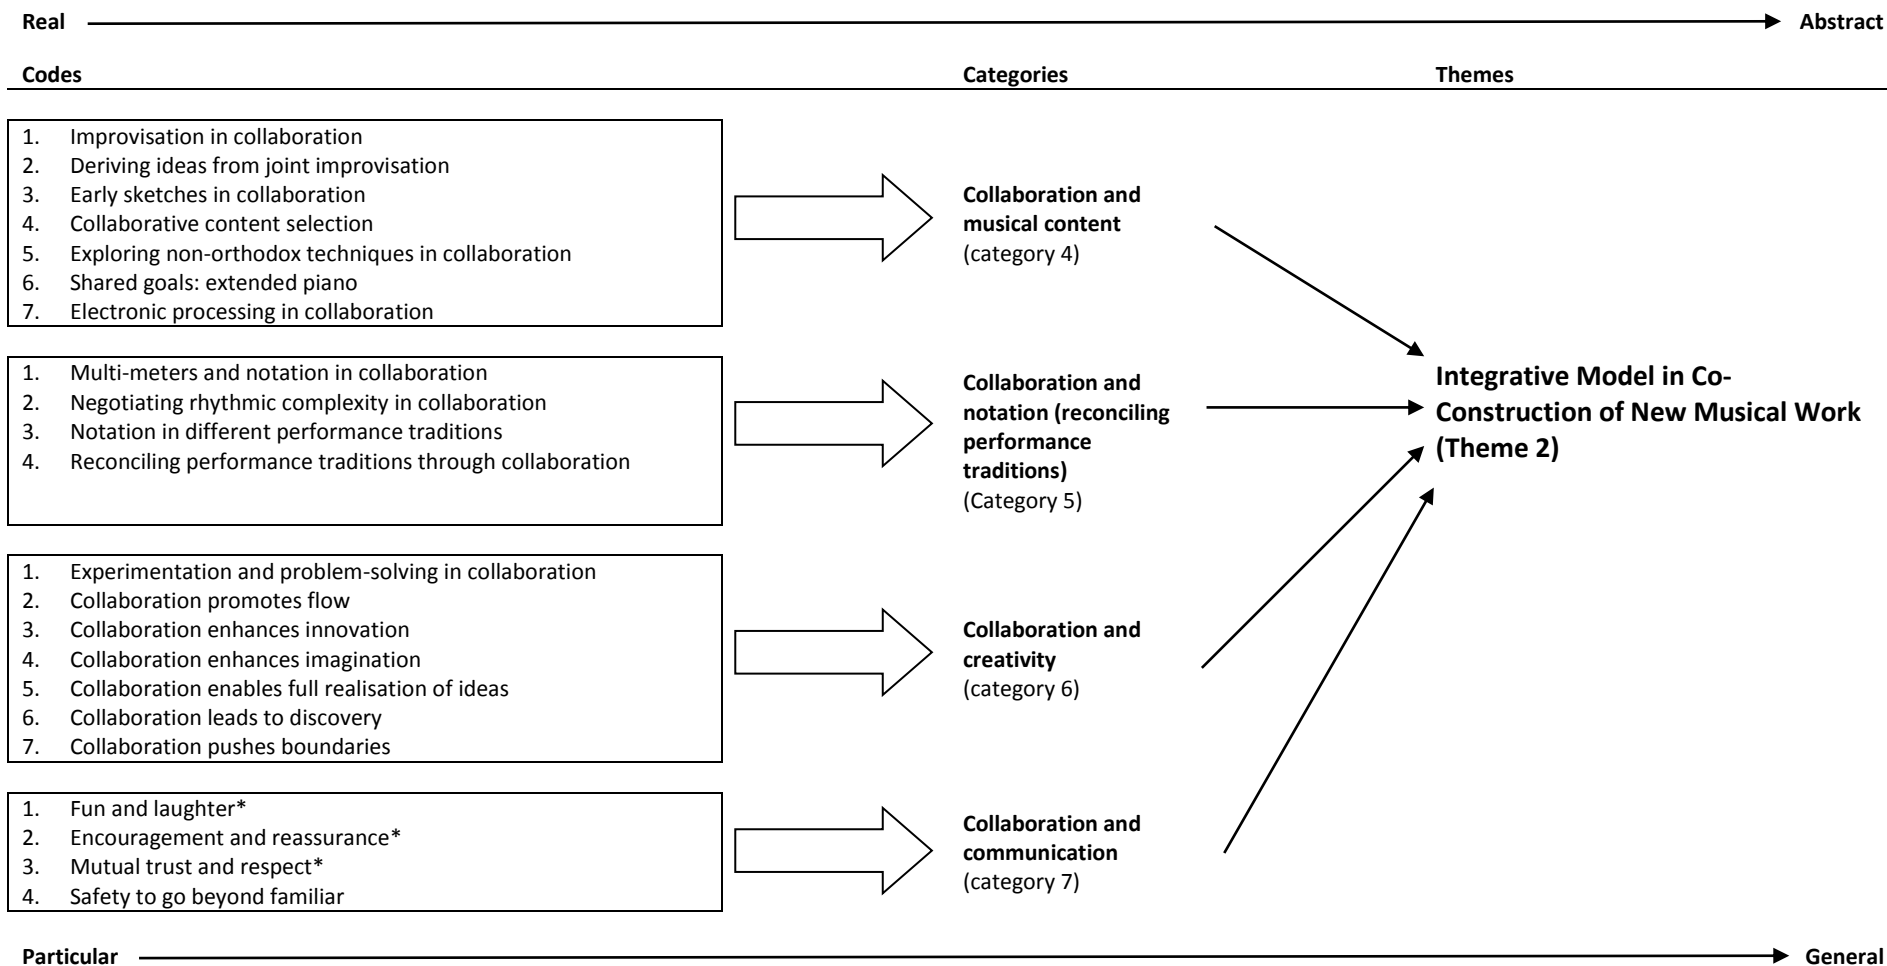 Real Abstract
Codes Categories Themes
1. Improvisation in collaboration
2. Deriving ideas from joint improvisation
3. Early sketches in collaboration
4. Collaborative content selection
5. Exploring non-orthodox techniques in collaboration
6. Shared goals: extended piano
7. Electronic processing in collaboration
Collaboration and
musical content
(category 4)
1. Multi-meters and notation in collaboration
2. Negotiating rhythmic complexity in collaboration
3. Notation in different performance traditions
4. Reconciling performance traditions through collaboration
Collaboration and
notation (reconciling
performance
traditions)
(Category 5)
1. Experimentation and problem-solving in collaboration
2. Collaboration promotes flow
3. Collaboration enhances innovation
4. Collaboration enhances imagination
5. Collaboration enables full realisation of ideas
6. Collaboration leads to discovery
7. Collaboration pushes boundaries
Collaboration and
creativity
(category 6)
1. Fun and laughter*
2. Encouragement and reassurance*
3. Mutual trust and respect*
4. Safety to go beyond familiar
Collaboration and
communication
(category 7)
Integrative Model in Co-
Construction of New Musical Work
(Theme 2)
Particular General